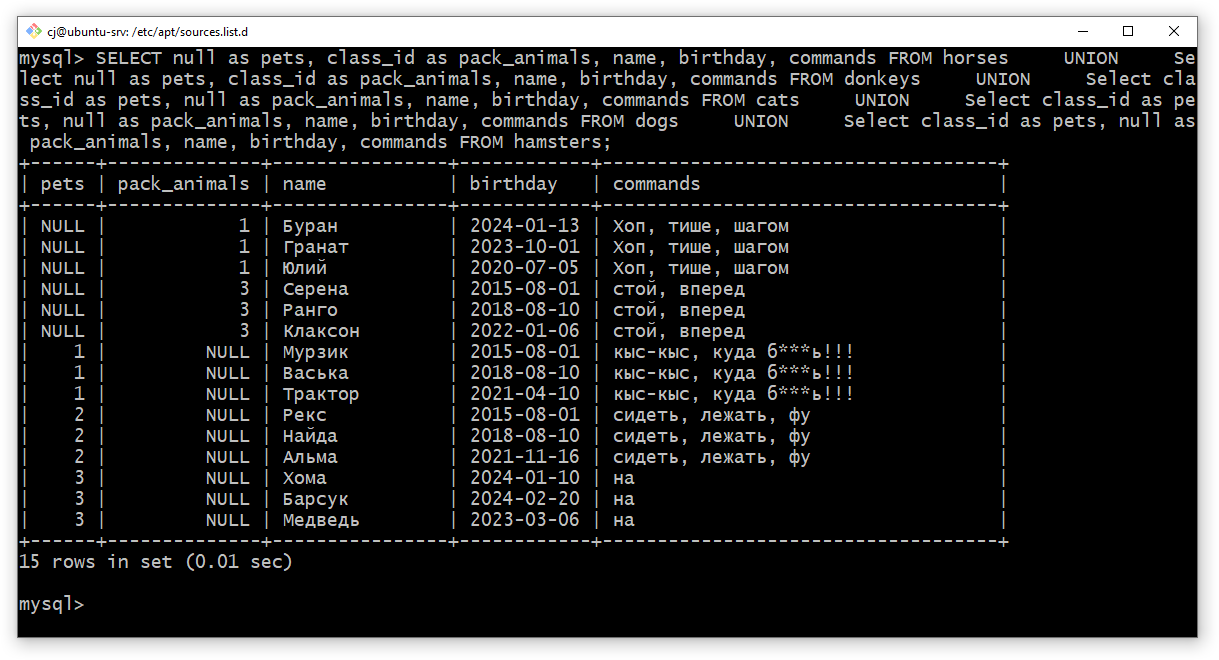 cj@ubuntu-srv: /etc/apt/sources.list.d
mysql> SELECT null as pets, class_id as pack_animals, name, birthday, commands FROM horses     UNION     Se
lect null as pets, class_id as pack_animals, name, birthday, commands FROM donkeys     UNION     Select cla
ss_id as pets, null as pack_animals, name, birthday, commands FROM cats     UNION     Select class_id as pe
ts, null as pack_animals, name, birthday, commands FROM dogs     UNION     Select class_id as pets, null as
 pack_animals, name, birthday, commands FROM hamsters;
+------+--------------+----------------+------------+------------------------------------+
| pets | pack_animals | name           | birthday   | commands                           |
+------+--------------+----------------+------------+------------------------------------+
| NULL |            1 | Буран          | 2024-01-13 | Хоп, тише, шагом                   |
| NULL |            1 | Гранат         | 2023-10-01 | Хоп, тише, шагом                   |
| NULL |            1 | Юлий           | 2020-07-05 | Хоп, тише, шагом                   |
| NULL |            3 | Серена         | 2015-08-01 | стой, вперед                       |
| NULL |            3 | Ранго          | 2018-08-10 | стой, вперед                       |
| NULL |            3 | Клаксон        | 2022-01-06 | стой, вперед                       |
|    1 |         NULL | Мурзик         | 2015-08-01 | кыс-кыс, куда б***ь!!!             |
|    1 |         NULL | Васька         | 2018-08-10 | кыс-кыс, куда б***ь!!!             |
|    1 |         NULL | Трактор        | 2021-04-10 | кыс-кыс, куда б***ь!!!             |
|    2 |         NULL | Рекс           | 2015-08-01 | сидеть, лежать, фу                 |
|    2 |         NULL | Найда          | 2018-08-10 | сидеть, лежать, фу                 |
|    2 |         NULL | Альма          | 2021-11-16 | сидеть, лежать, фу                 |
|    3 |         NULL | Хома           | 2024-01-10 | на                                 |
|    3 |         NULL | Барсук         | 2024-02-20 | на                                 |
|    3 |         NULL | Медведь        | 2023-03-06 | на                                 |
+------+--------------+----------------+------------+------------------------------------+
15 rows in set (0.01 sec)
mysql>